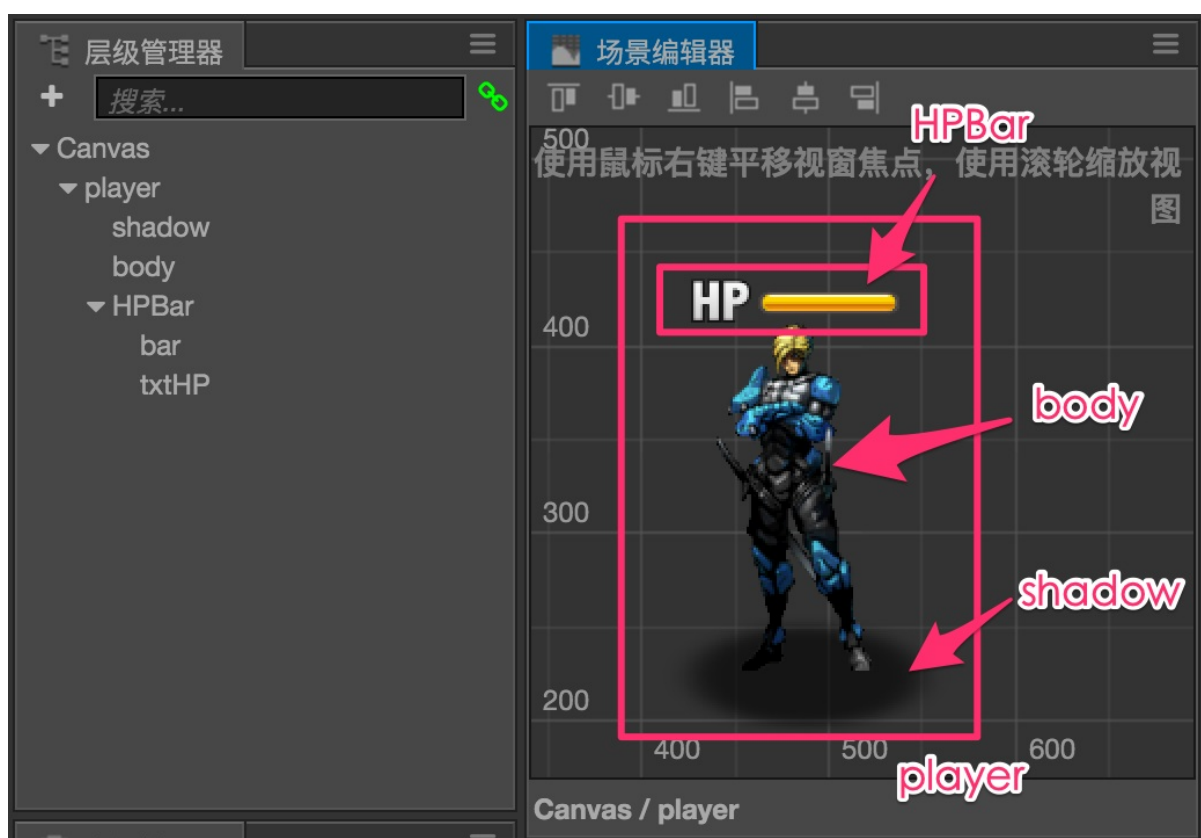 层级管理器
搜索...
Canvas
player
shadow
body
HPBar
bar
txtHP
场景编辑器
HPBar
500
使用鼠标右键平移视窗焦点，使用滚轮缩放视
图
HP
400
body
300
shadow
200
400 500 600
player
Canvas / player